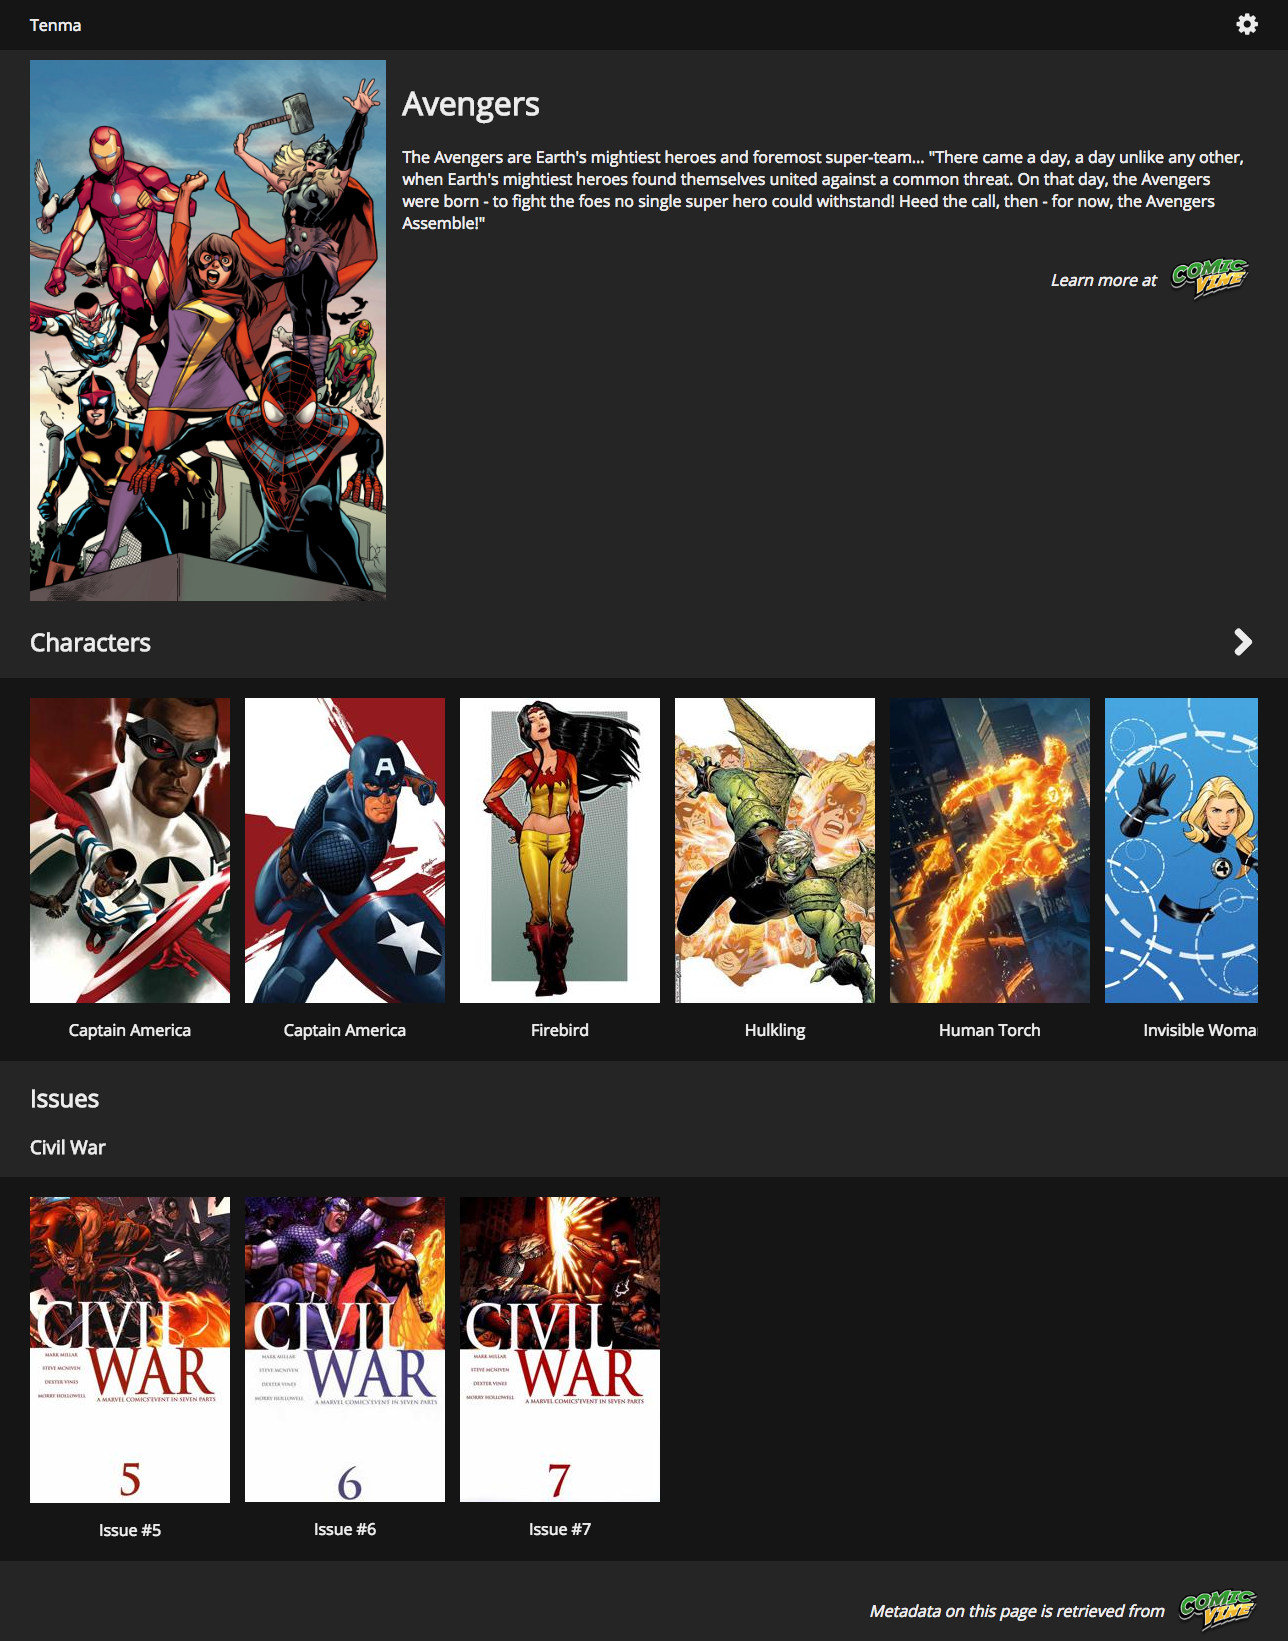 Tenma
Avengers
The Avengers are Earth's mightiest heroes and foremost super-team... "There came a day, a day unlike any other,
when Earth's mightiest heroes found themselves united against a common threat. On that day, the Avengers
were born - to fight the foes no single super hero could withstand! Heed the call, then - for now, the Avengers
Assemble!"
Learn more at
COMIC
VINE
Characters
A
4
Captain America
Captain America
Firebird
Hulkling
Human Torch
Invisible Woma
Issues
Civil War
CIVIL
WAR
MARK MILLAR
STEVE MCNIVEN
DEXTER VINES
MORRY HOLLOWELL
A MARVEL COMICS EVENT IN SEVEN PARTS
5
CIVIL
WAR
MARK MILLAR
STEVE MCNIVEN
DEXTER VINES
MORRY HOLLOWELL
A MARVEL COMICS EVENT IN SEVEN PARTS
6
CIVIL
WAR
MARK MILLAR
STEVE MCNIVEN
DEXTER VINES
MORRY HOLLOWELL
A MARVEL COMICS EVENT IN SEVEN PARTS
7
Issue #5
Issue #6
Issue #7
Metadata on this page is retrieved from
COMIC
VINE